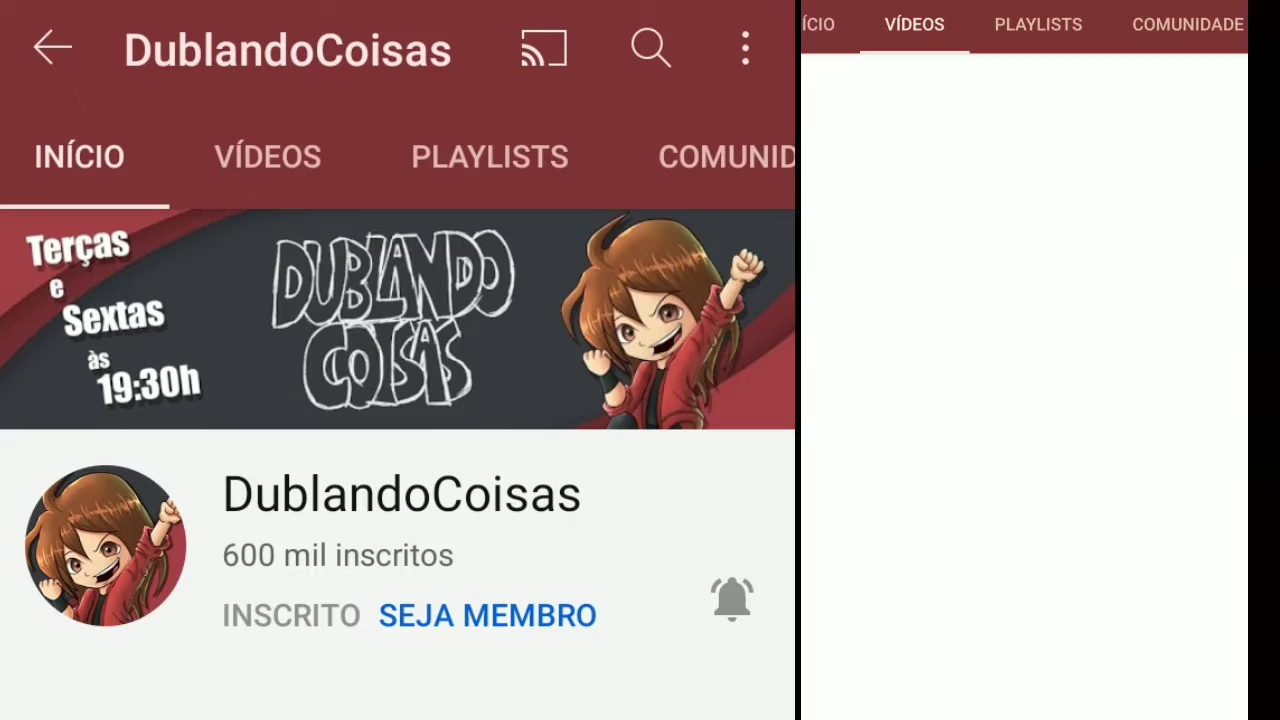 DublandoCoisas
INÍCIO VÍDEOS PLAYLISTS COMUNID
Terças
e
Sextas
às
19:30h
DUBLANDO
COISAS
DublandoCoisas
600 mil inscritos
INSCRITO SEJA MEMBRO
ÍCIO VÍDEOS PLAYLISTS COMUNIDADE